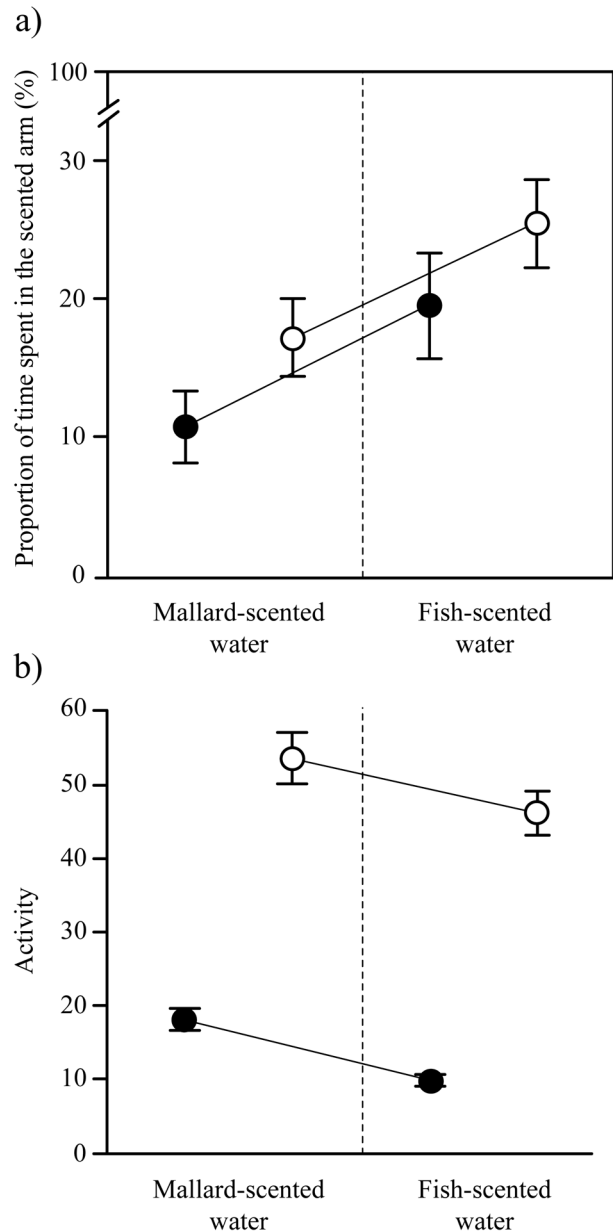 a)
Proportion of time spent in the scented arm (%)
100
30
20
10
0
Mallard-scented
water
Fish-scented
water
b)
Activity
60
50
40
30
20
10
0
Mallard-scented
water
Fish-scented
water